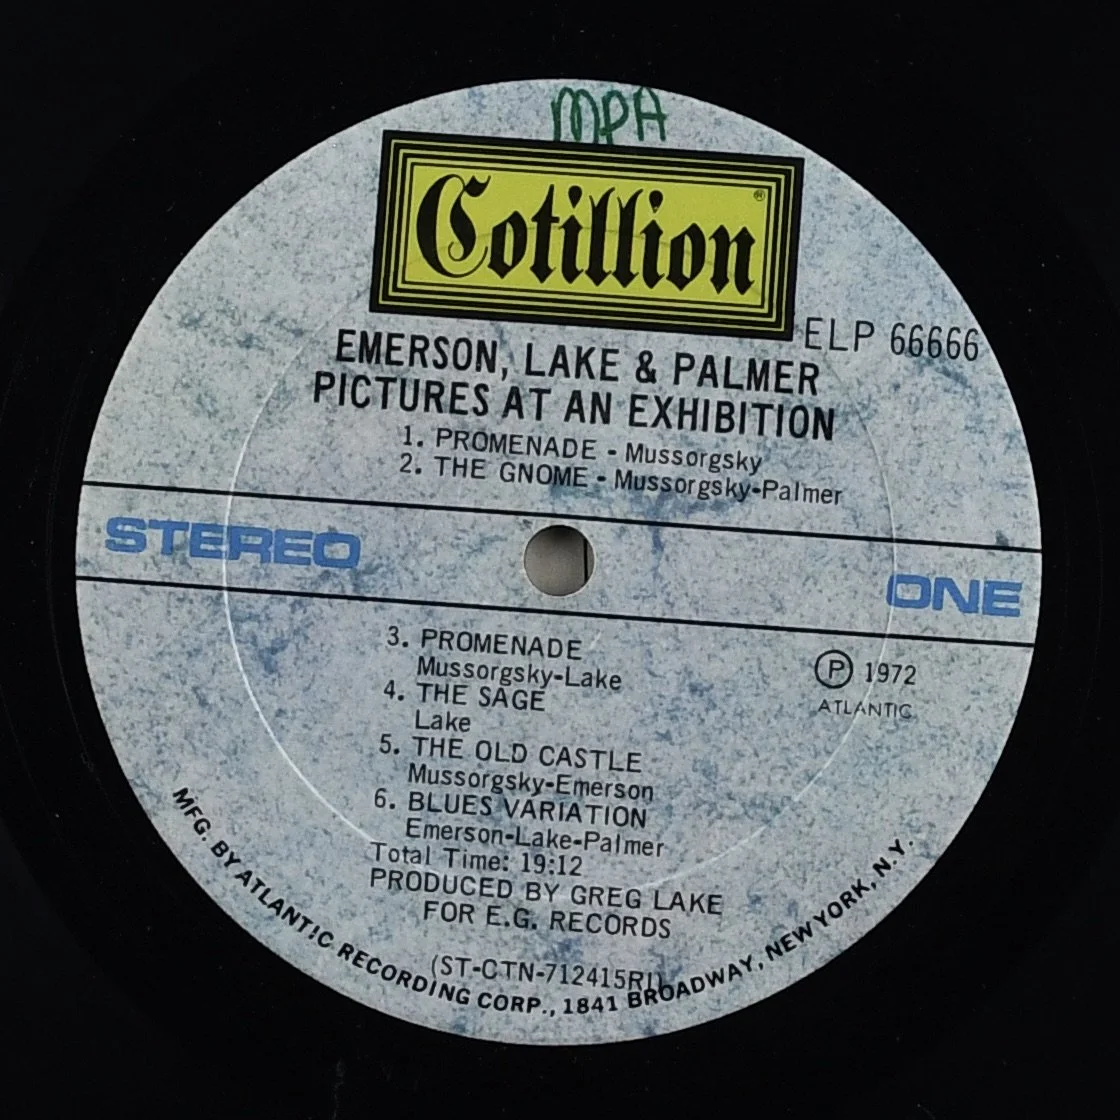 MPA
Cotillion®
ELP 66666
EMERSON, LAKE & PALMER
PICTURES AT AN EXHIBITION
1. PROMENADE - Mussorgsky
2. THE GNOME - Mussorgsky-Palmer
STEREO
ONE
3. PROMENADE
Mussorgsky-Lake
4. THE SAGE
Lake
5. THE OLD CASTLE
Mussorgsky-Emerson
6. BLUES VARIATION
Emerson-Lake-Palmer
Total Time: 19:12
PRODUCED BY GREG LAKE
FOR E.G. RECORDS
Ⓟ 1972
ATLANTIC
(ST-CTN-712415RI)
MFG. BY ATLANTIC RECORDING CORP., 1841 BROADWAY, NEW YORK, N.Y.